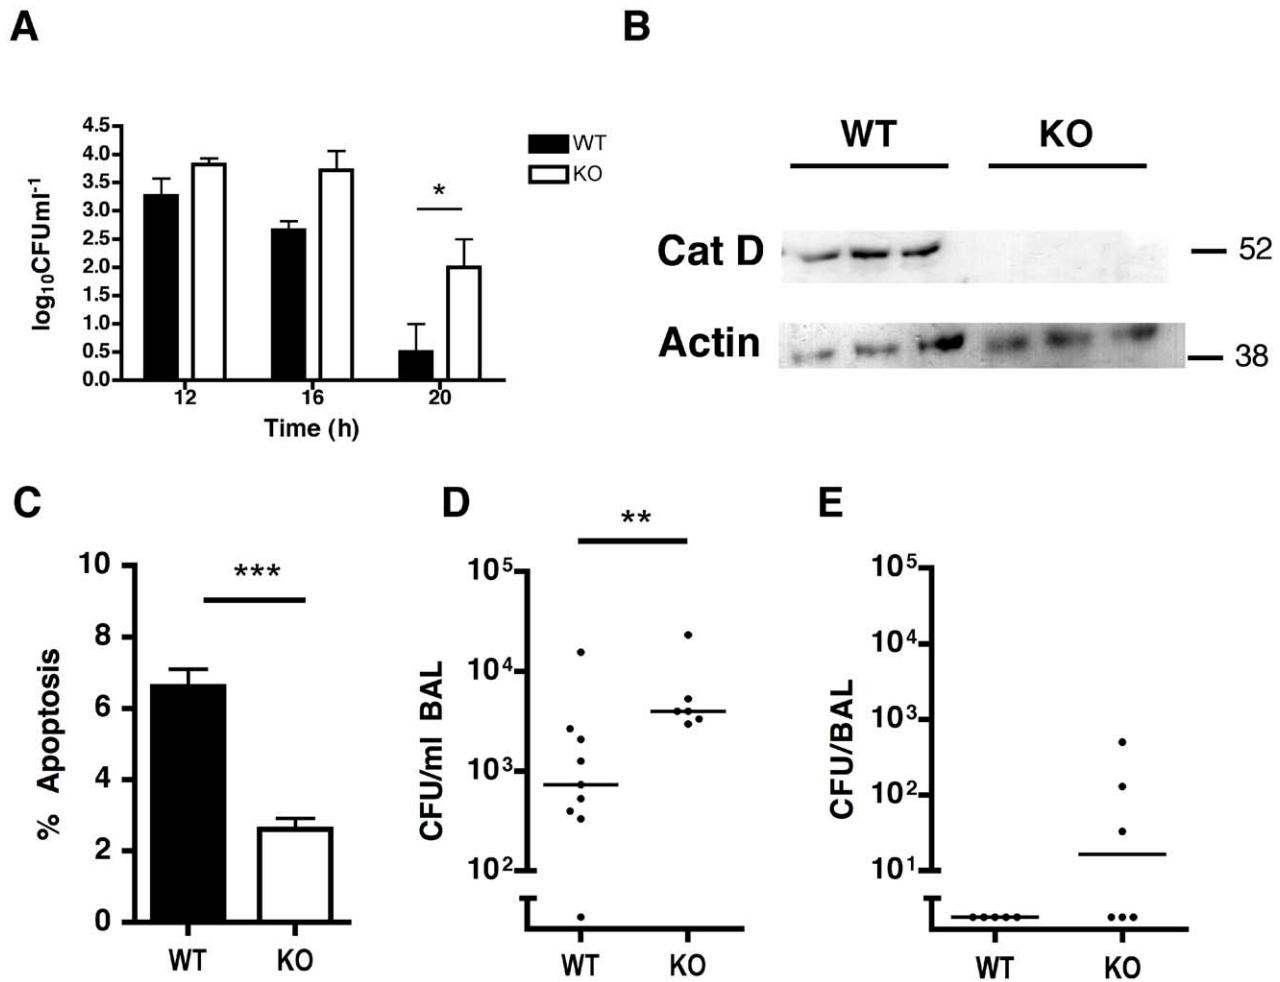 A
4.5
4.0
3.5
3.0
2.5
2.0
1.5
1.0
0.5
0.0
log10CFUml-1
12
16
20
Time (h)
*
WT
KO
B
WT
KO
Cat D
52
Actin
38
C
10
8
6
4
2
0
% Apoptosis
***
WT
KO
D
**
10⁵
10⁴
10³
10²
CFU/ml BAL
WT
KO
E
10⁵
10⁴
10³
10²
10¹
CFU/BAL
WT
KO